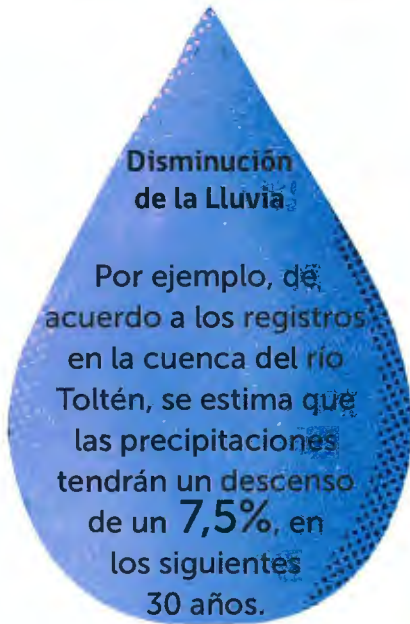 Disminución
de la Lluvia
Por ejemplo, de
acuerdo a los registros
en la cuenca del río
Toltén, se estima que
las precipitaciones
tendrán un descenso
de un 7,5%, en
los siguientes
30 años.